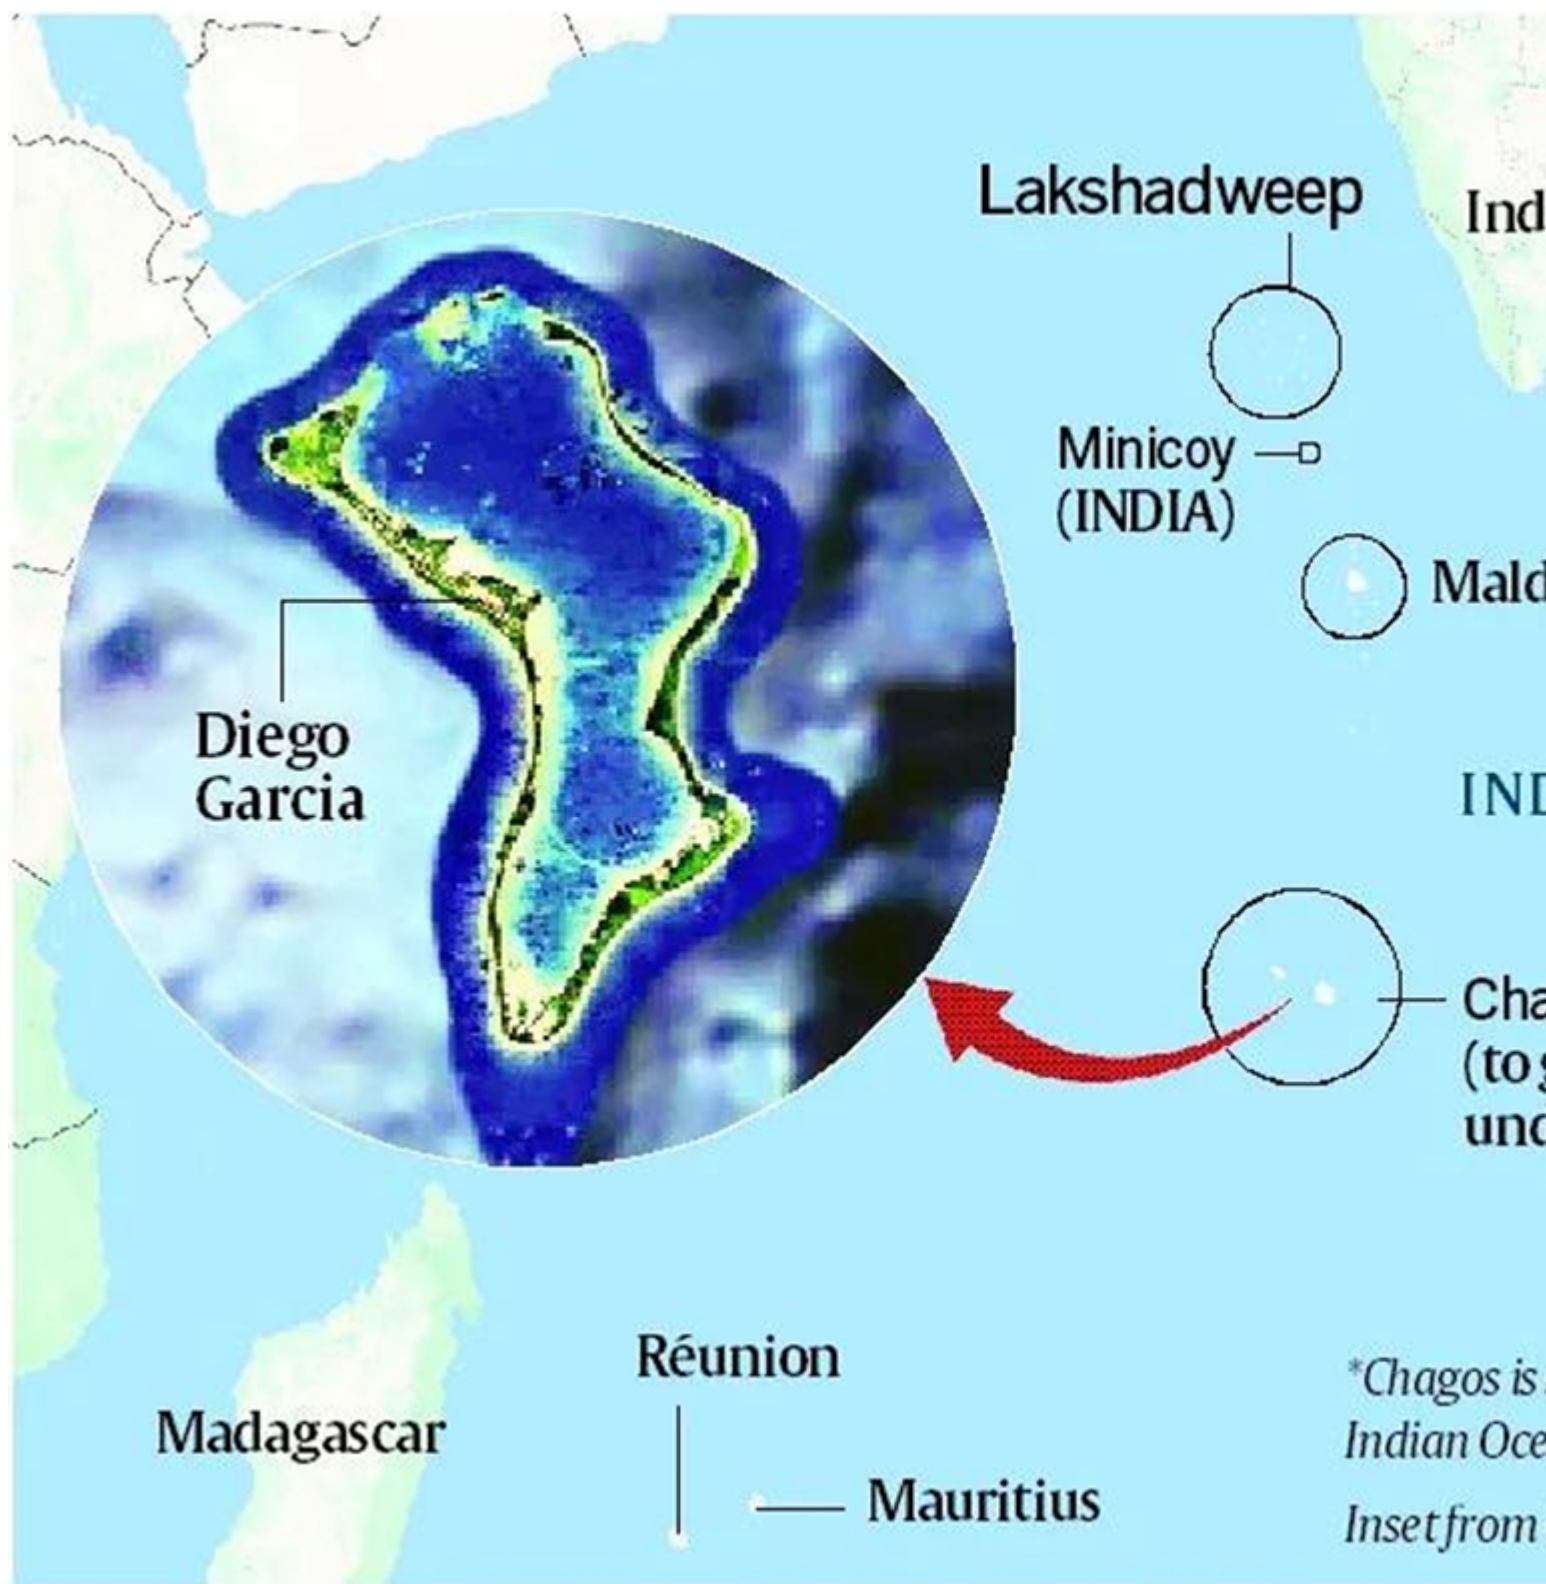 Lakshadweep
Ind
Minicoy
(INDIA)
Mald
Diego
Garcia
IND
Cha
(to g
und
Réunion
Madagascar
Mauritius
*Chagos is
Indian Oce
Inset from